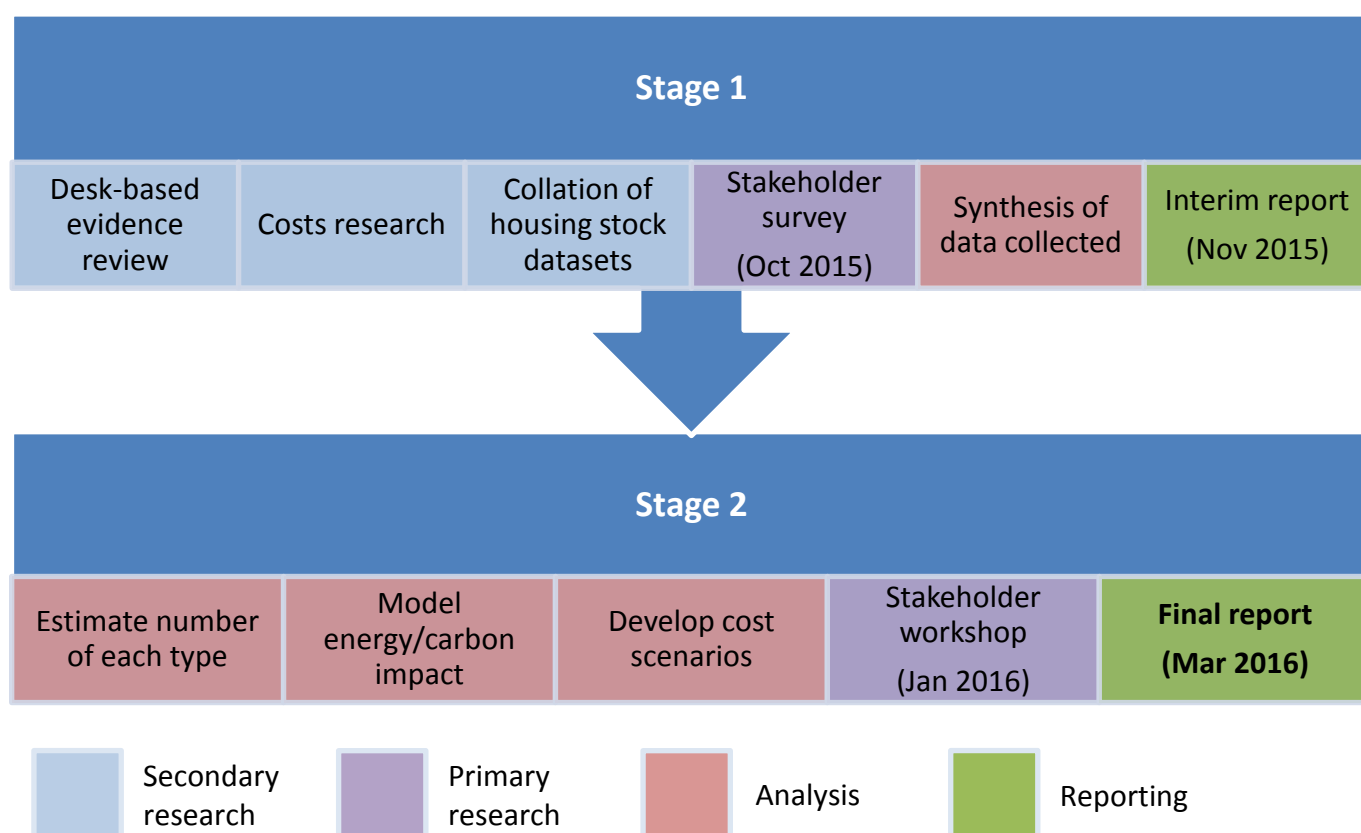 Stage 1
Desk-based
evidence
review
Costs research
Collation of
housing stock
datasets
Stakeholder
survey
(Oct 2015)
Synthesis of
data collected
Interim report
(Nov 2015)
Stage 2
Estimate number
of each type
Model
energy/carbon
impact
Develop cost
scenarios
Stakeholder
workshop
(Jan 2016)
Final report
(Mar 2016)
Secondary
research
Primary
research
Analysis
Reporting